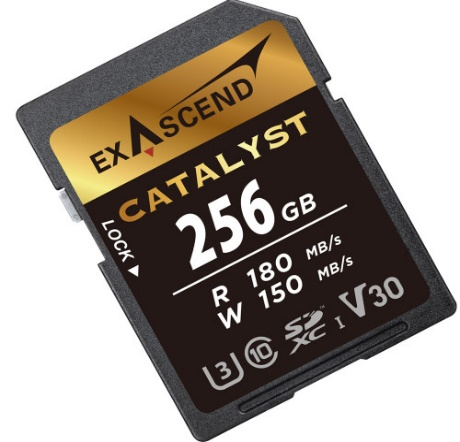 EXASCEND
CATALYST
256 GB
LOCK
R 180 MB/s
W 150 MB/s
3 10 SD XC I V30